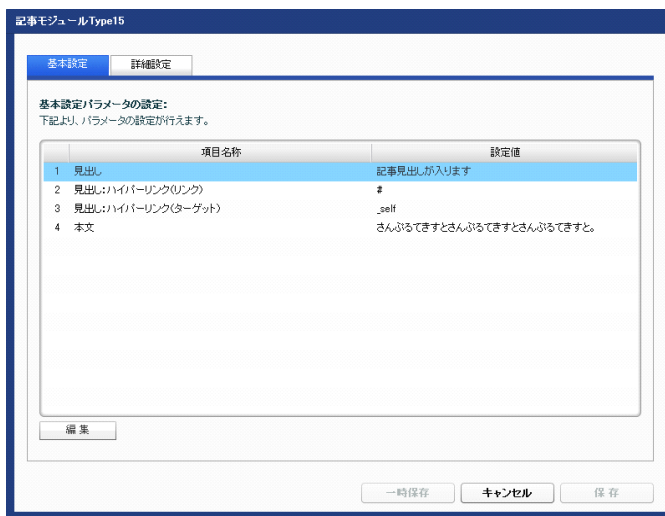 記事モジュールType15
基本設定 詳細設定
基本設定パラメータの設定:
下記より、パラメータの設定が行えます。
項目名称 設定値
1 見出し 記事見出しが入ります
2 見出し:ハイパーリンク(リンク) #
3 見出し:ハイパーリンク(ターゲット) _self
4 本文 さんぷるてきすとさんぷるてきすとさんぷるてきすと。
編集
一時保存 キャンセル 保存